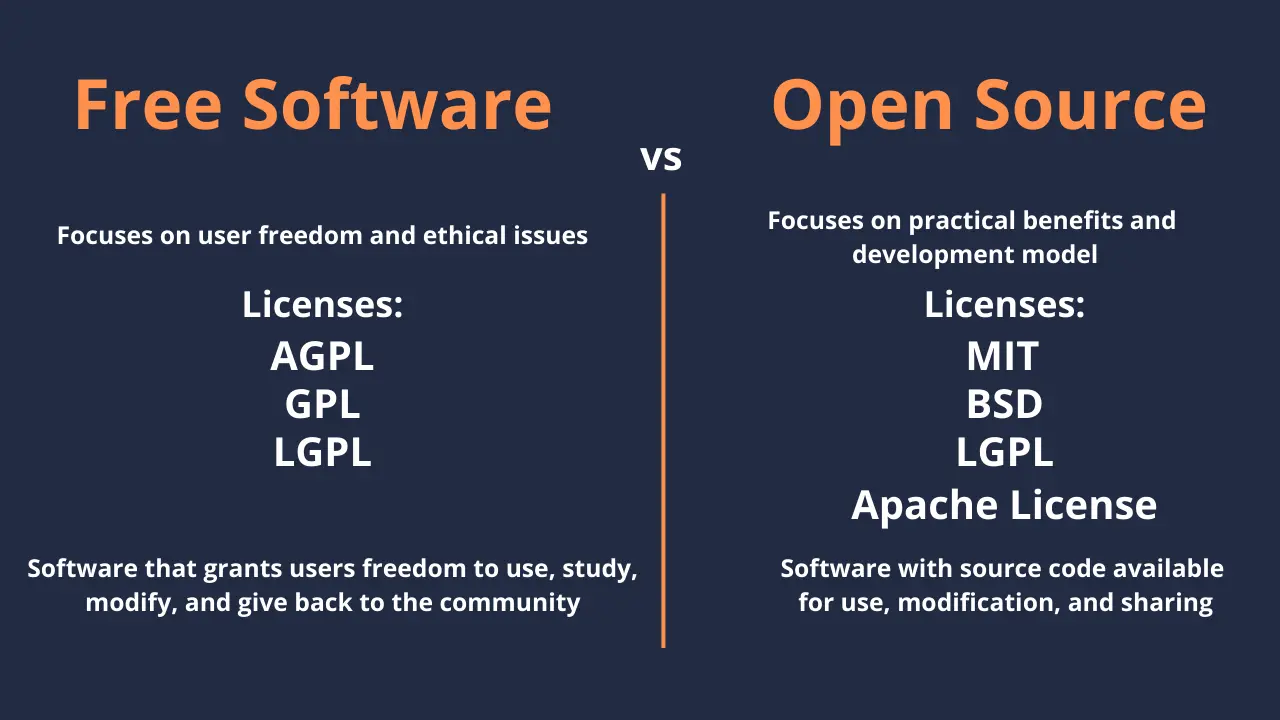 Free Software
vs
Open Source
Focuses on user freedom and ethical issues
Licenses:
AGPL
GPL
LGPL
Software that grants users freedom to use, study,
modify, and give back to the community
Focuses on practical benefits and
development model
Licenses:
MIT
BSD
LGPL
Apache License
Software with source code available
for use, modification, and sharing